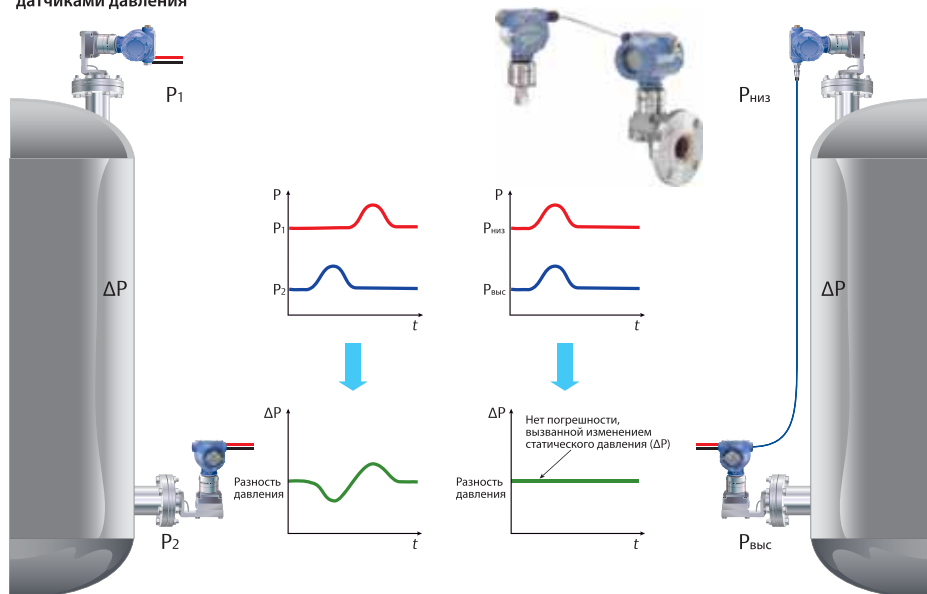 датчиками давления
P1
Pниз
P
P1
P2
t
P
Pниз
Pвыс
t
ΔP
ΔP
ΔP
Разность
давления
t
ΔP
Нет погрешности,
вызванной изменением
статического давления (ΔP)
Разность
давления
t
P2
Pвыс